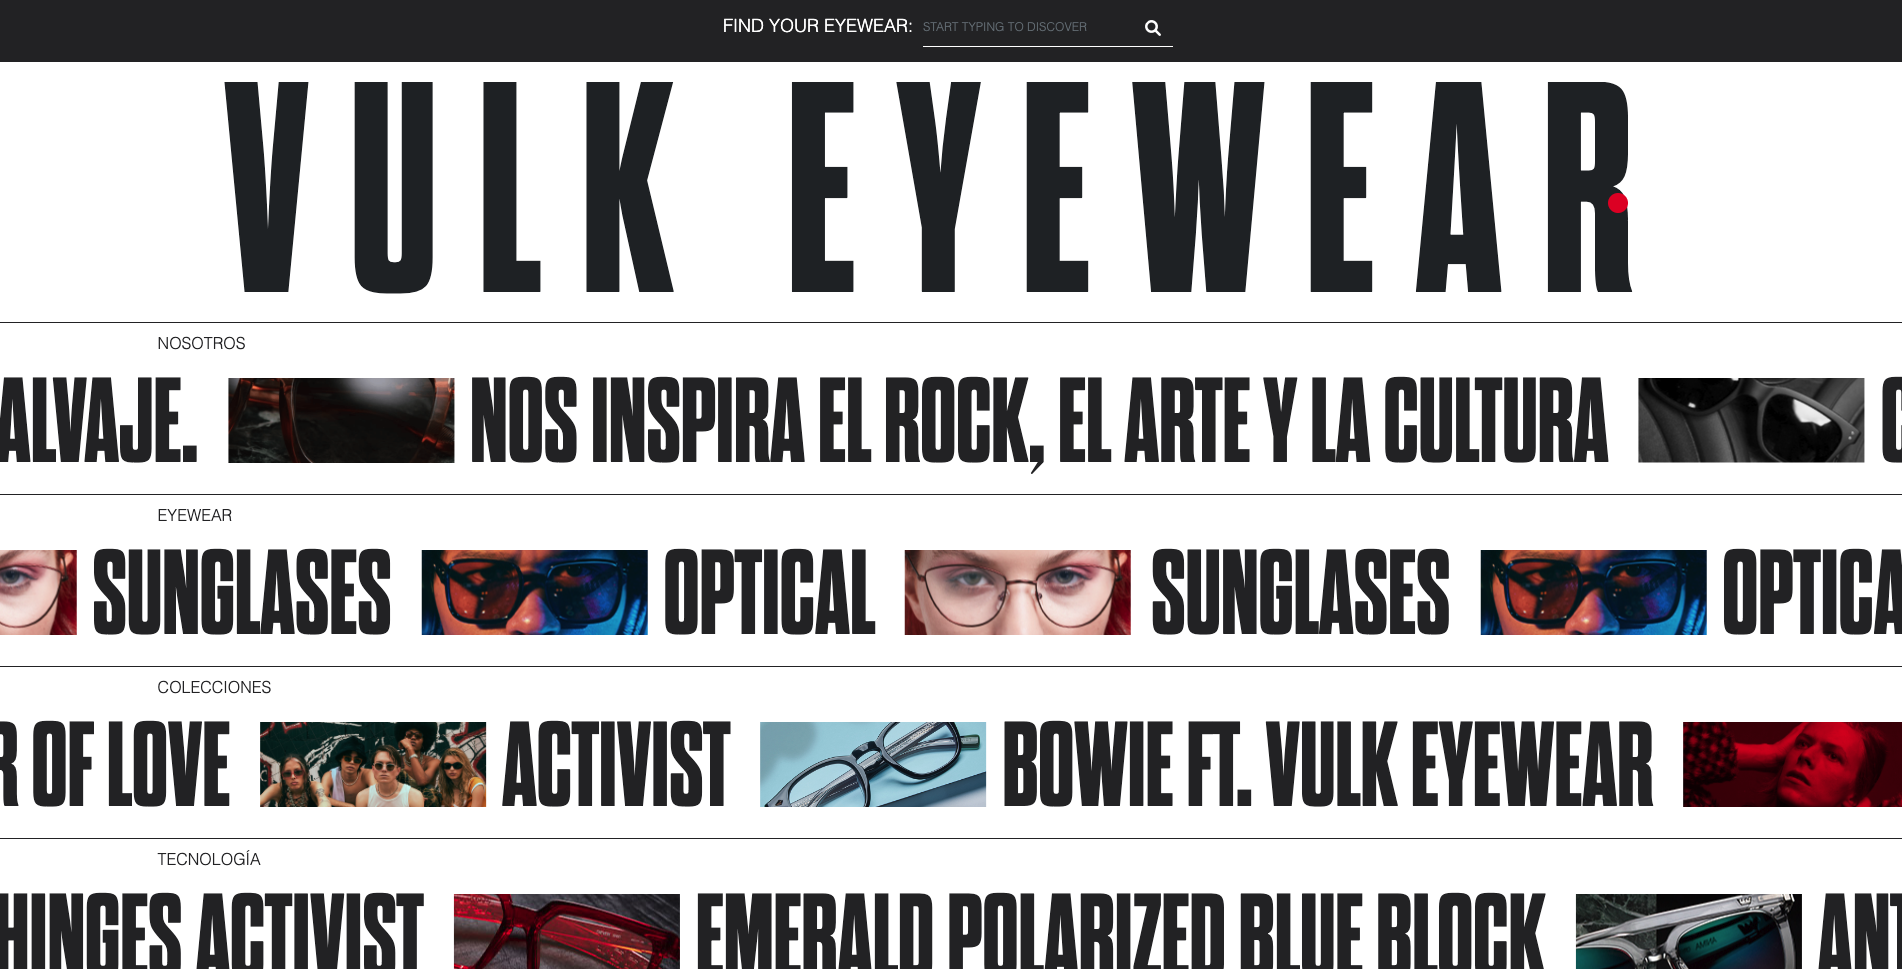 FIND YOUR EYEWEAR: START TYPING TO DISCOVER
VULK EYEWEAR
NOSOTROS
ALVAJE. NOS INSPIRA EL ROCK, EL ARTE Y LA CULTURA
EYEWEAR
SUNGLASES OPTICAL SUNGLASES OPTICA
COLECCIONES
R OF LOVE ACTIVIST BOWIE FT. VULK EYEWEAR
TECNOLOGÍA
HINGES ACTIVIST EMERALD POLARIZED BLUE BLOCK ANT